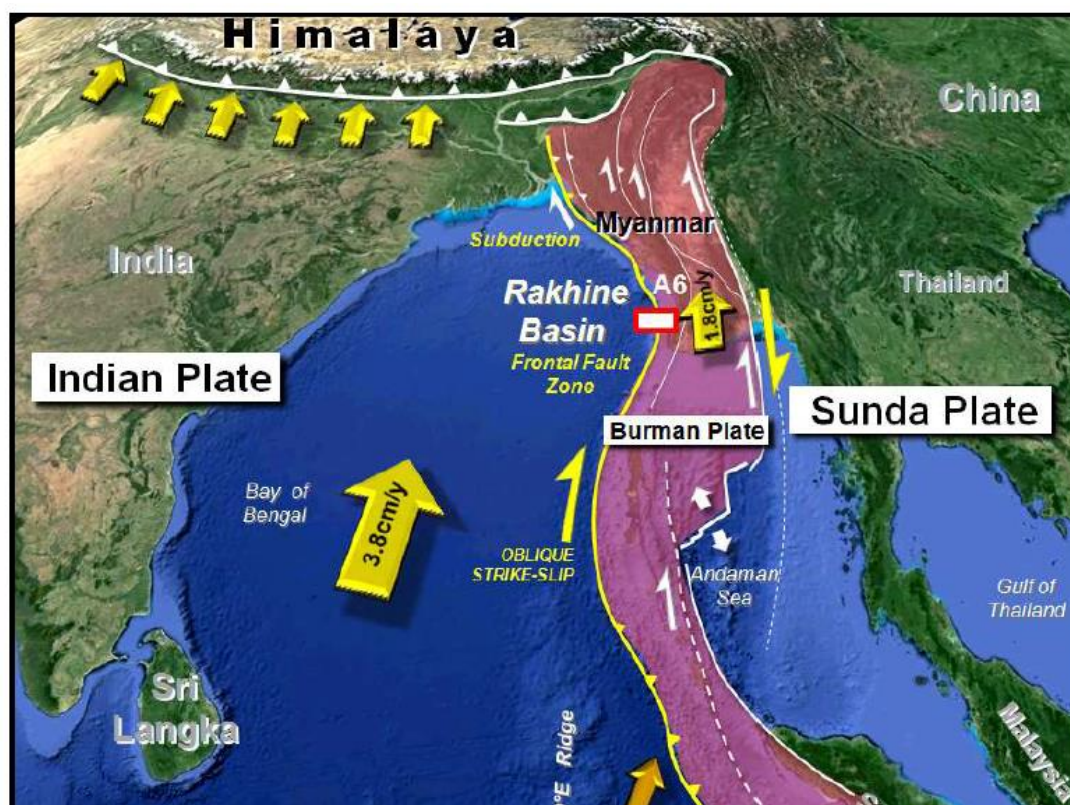 Himalaya
China
Myanmar
Subduction
India
Thailand
A6
Rakhine
Basin
1.8cm/y
Frontal Fault
Zone
Indian Plate
Sunda Plate
Burman Plate
3.8cm/y
Bay of
Bengal
OBLIQUE
STRIKE-SLIP
Andaman
Sea
Gulf of
Thailand
Sri
Langka
°E Ridge
Malaysia